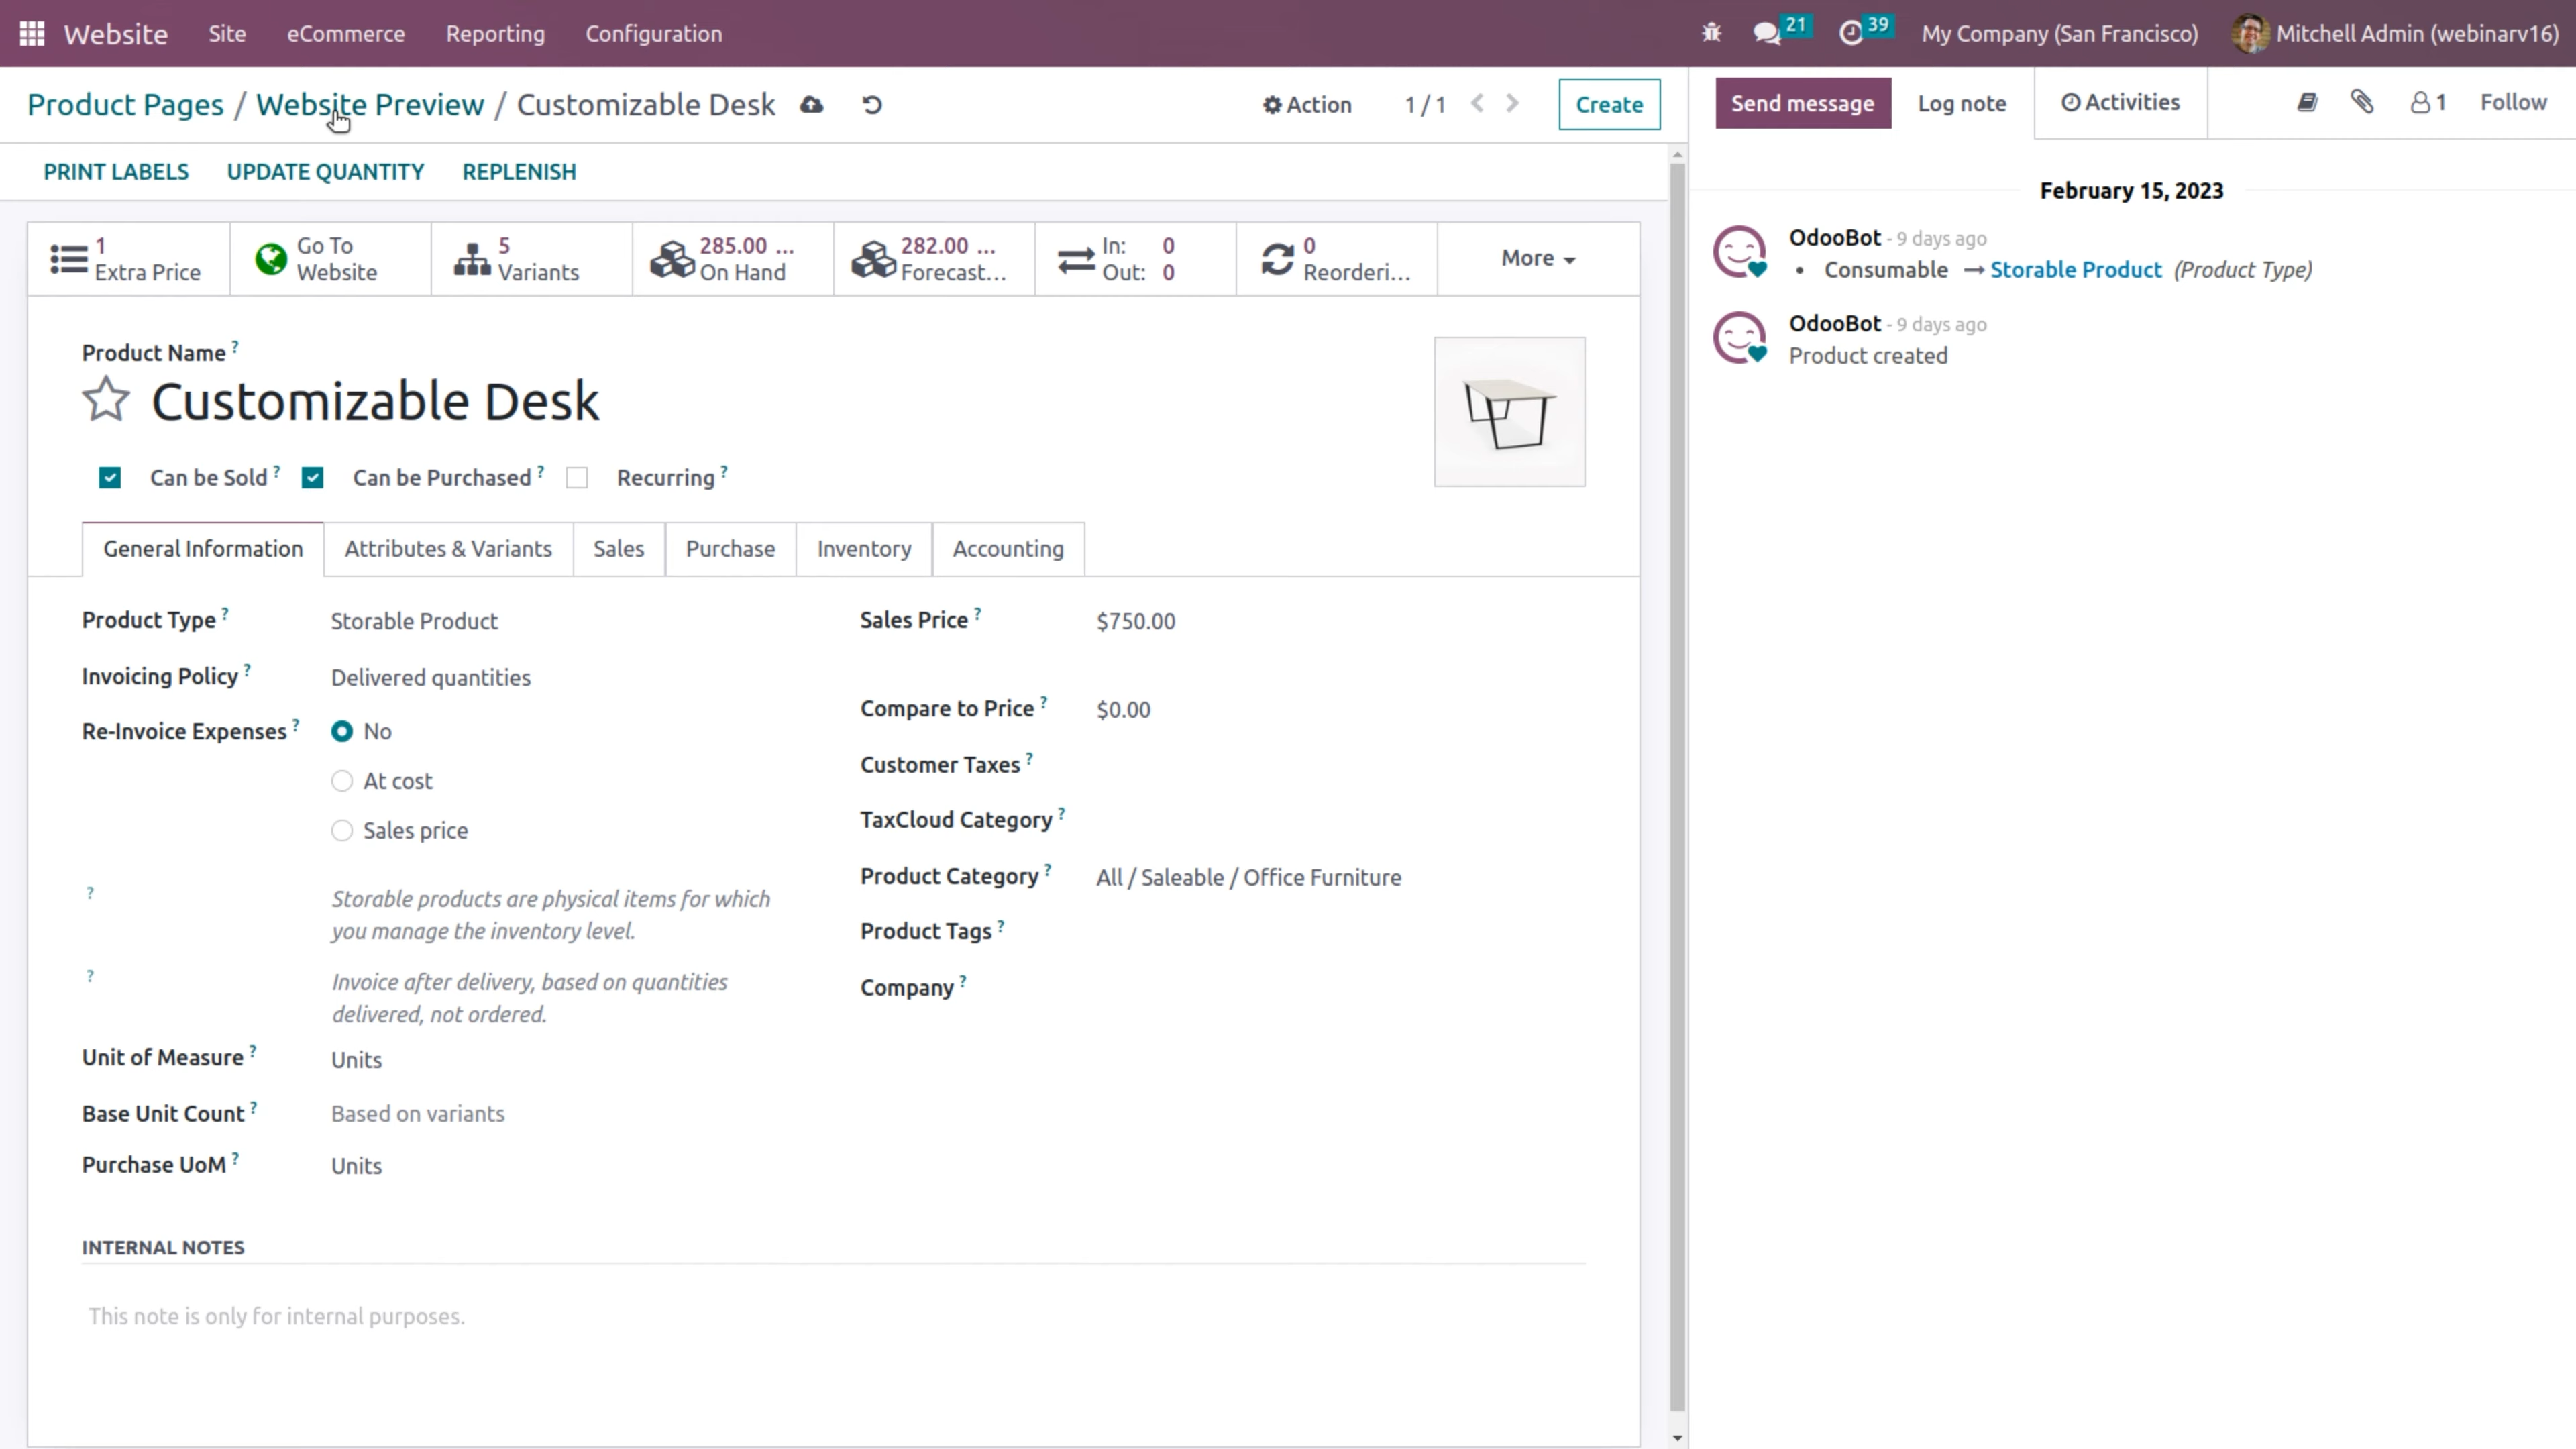 Website Site eCommerce Reporting Configuration 21 39 My Company (San Francisco) Mitchell Admin (webinarv16)
Product Pages / Website Preview / Customizable Desk Action 1 / 1 Create
PRINT LABELS UPDATE QUANTITY REPLENISH
1
Extra Price
Go To
Website
5
Variants
285.00 ...
On Hand
282.00 ...
Forecast...
In: 0
Out: 0
0
Reorderi...
More
Product Name ?
Customizable Desk
Can be Sold ? Can be Purchased ? Recurring ?
General Information Attributes & Variants Sales Purchase Inventory Accounting
Product Type ? Storable Product
Invoicing Policy ? Delivered quantities
Re-Invoice Expenses ? No
At cost
Sales price
? Storable products are physical items for which
you manage the inventory level.
? Invoice after delivery, based on quantities
delivered, not ordered.
Unit of Measure ? Units
Base Unit Count ? Based on variants
Purchase UoM ? Units
Sales Price ? $750.00
Compare to Price ? $0.00
Customer Taxes ?
TaxCloud Category ?
Product Category ? All / Saleable / Office Furniture
Product Tags ?
Company ?
INTERNAL NOTES
This note is only for internal purposes.
Send message Log note Activities 1 Follow
February 15, 2023
OdooBot - 9 days ago
• Consumable → Storable Product (Product Type)
OdooBot - 9 days ago
Product created